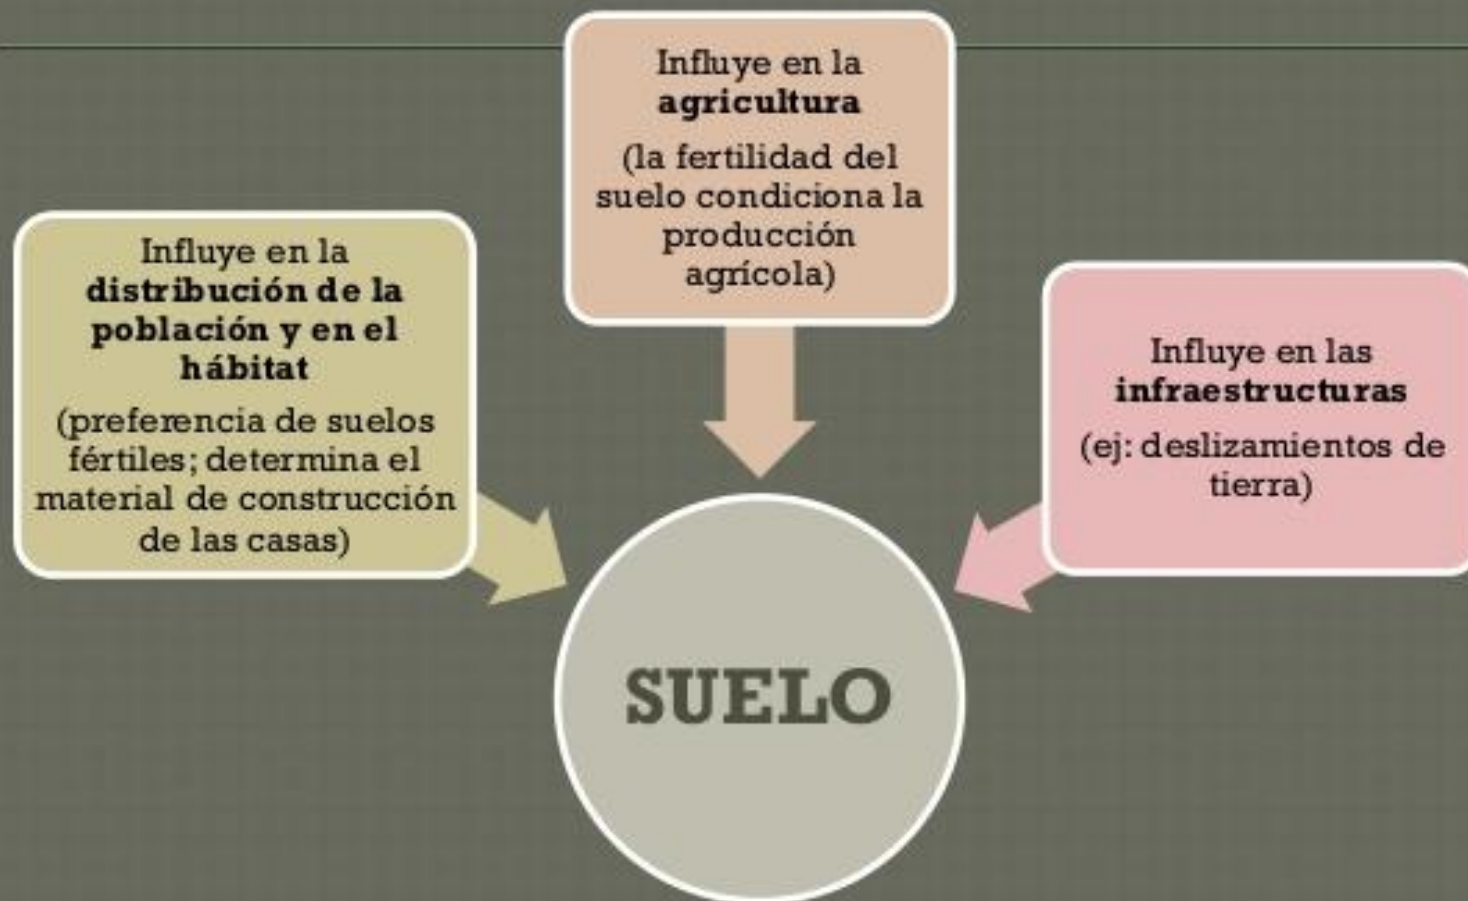 Influye en la
agricultura
(la fertilidad del
suelo condiciona la
producción
agrícola)
Influye en la
distribución de la
población y en el
hábitat
(preferencia de suelos
fértiles; determina el
material de construcción
de las casas)
Influye en las
infraestructuras
(ej: deslizamientos de
tierra)
SUELO